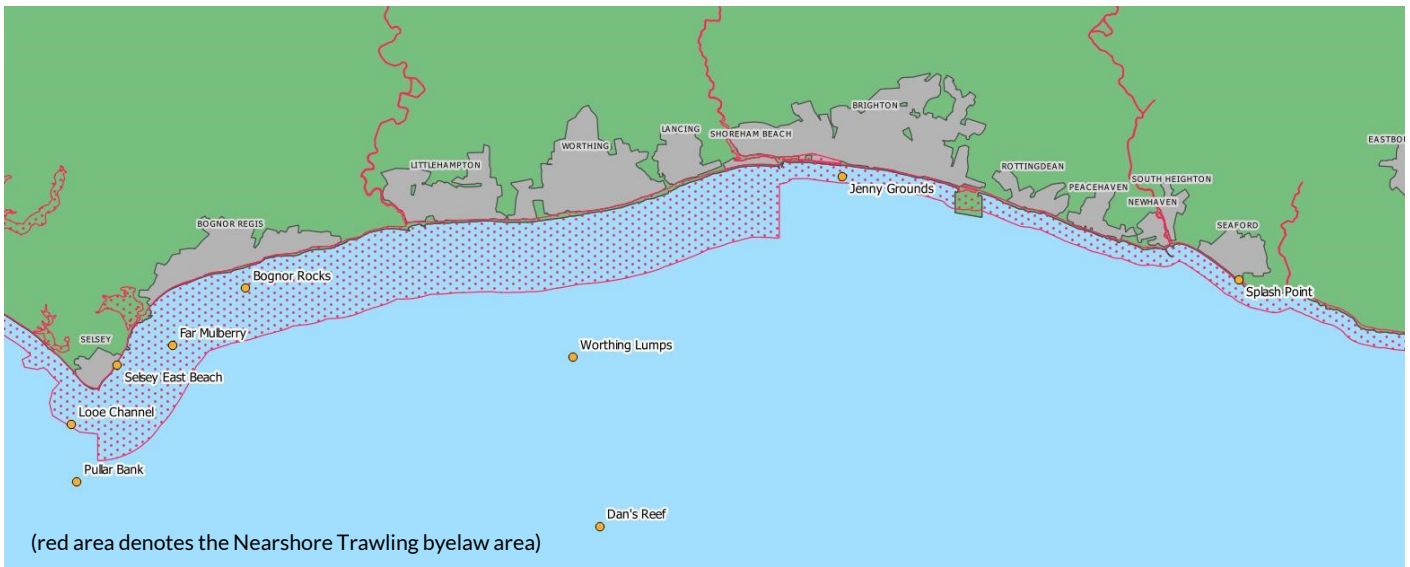 BRIGHTON
LANCING
SHOREHAM BEACH
EASTBOU
WORTHING
LITTLEHAMPTON
ROTTINGDEAN
SOUTH HEIGHTON
PEACEHAVEN
Jenny Grounds
NEWHAVEN
BOGNOR REGIS
SEAFORD
Bognor Rocks
Splash Point
Far Mulberry
SELSEY
Worthing Lumps
Selsey East Beach
Looe Channel
Pullar Bank
Dan's Reef
(red area denotes the Nearshore Trawling byelaw area)